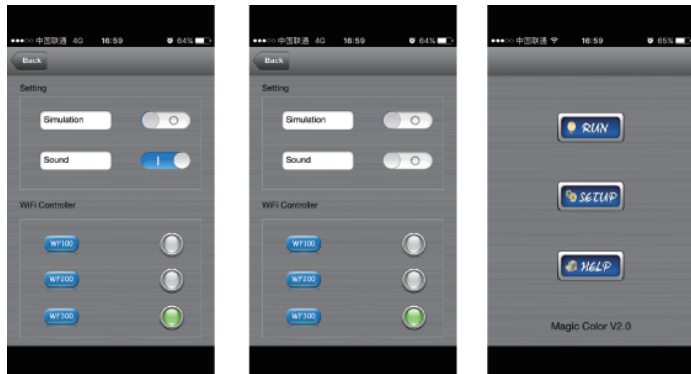 中国联通 4G 16:59 64%
Back
Setting
Simulation
Sound
WiFi Controller
WF100
WF200
WF300
中国联通 4G 16:59 64%
Back
Setting
Simulation
Sound
WiFi Controller
WF100
WF200
WF300
中国联通 16:59 65%
RUN
SETUP
HELP
Magic Color V2.0